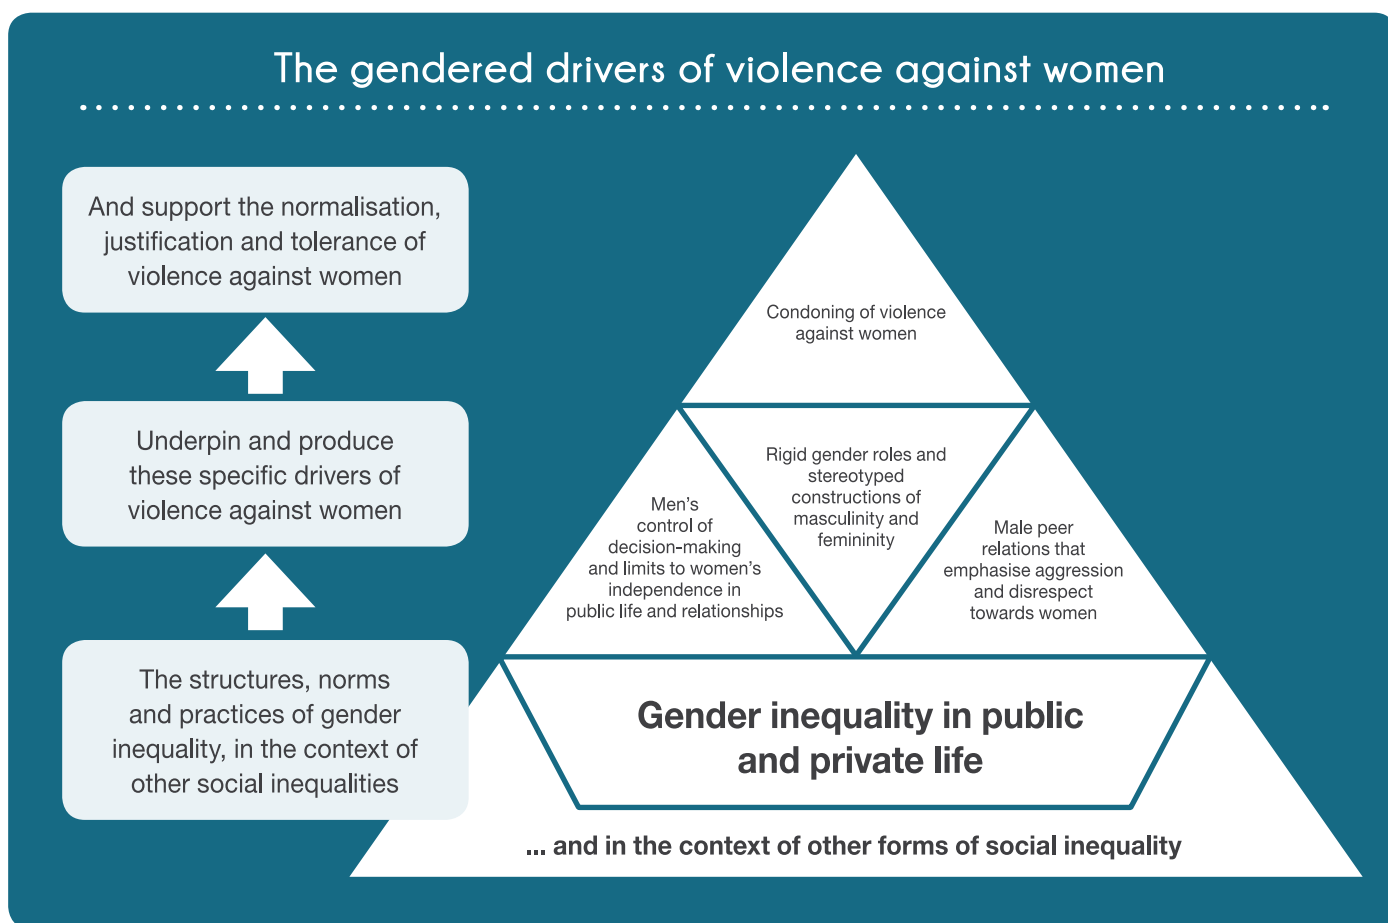 The gendered drivers of violence against women
And support the normalisation,
justification and tolerance of
violence against women
Underpin and produce
these specific drivers of
violence against women
The structures, norms
and practices of gender
inequality, in the context of
other social inequalities
Condoning of violence
against women
Men’s
control of
decision-making
and limits to women’s
independence in
public life and relationships
Rigid gender roles and
stereotyped
constructions of
masculinity and
femininity
Male peer
relations that
emphasise aggression
and disrespect
towards women
Gender inequality in public
and private life
... and in the context of other forms of social inequality